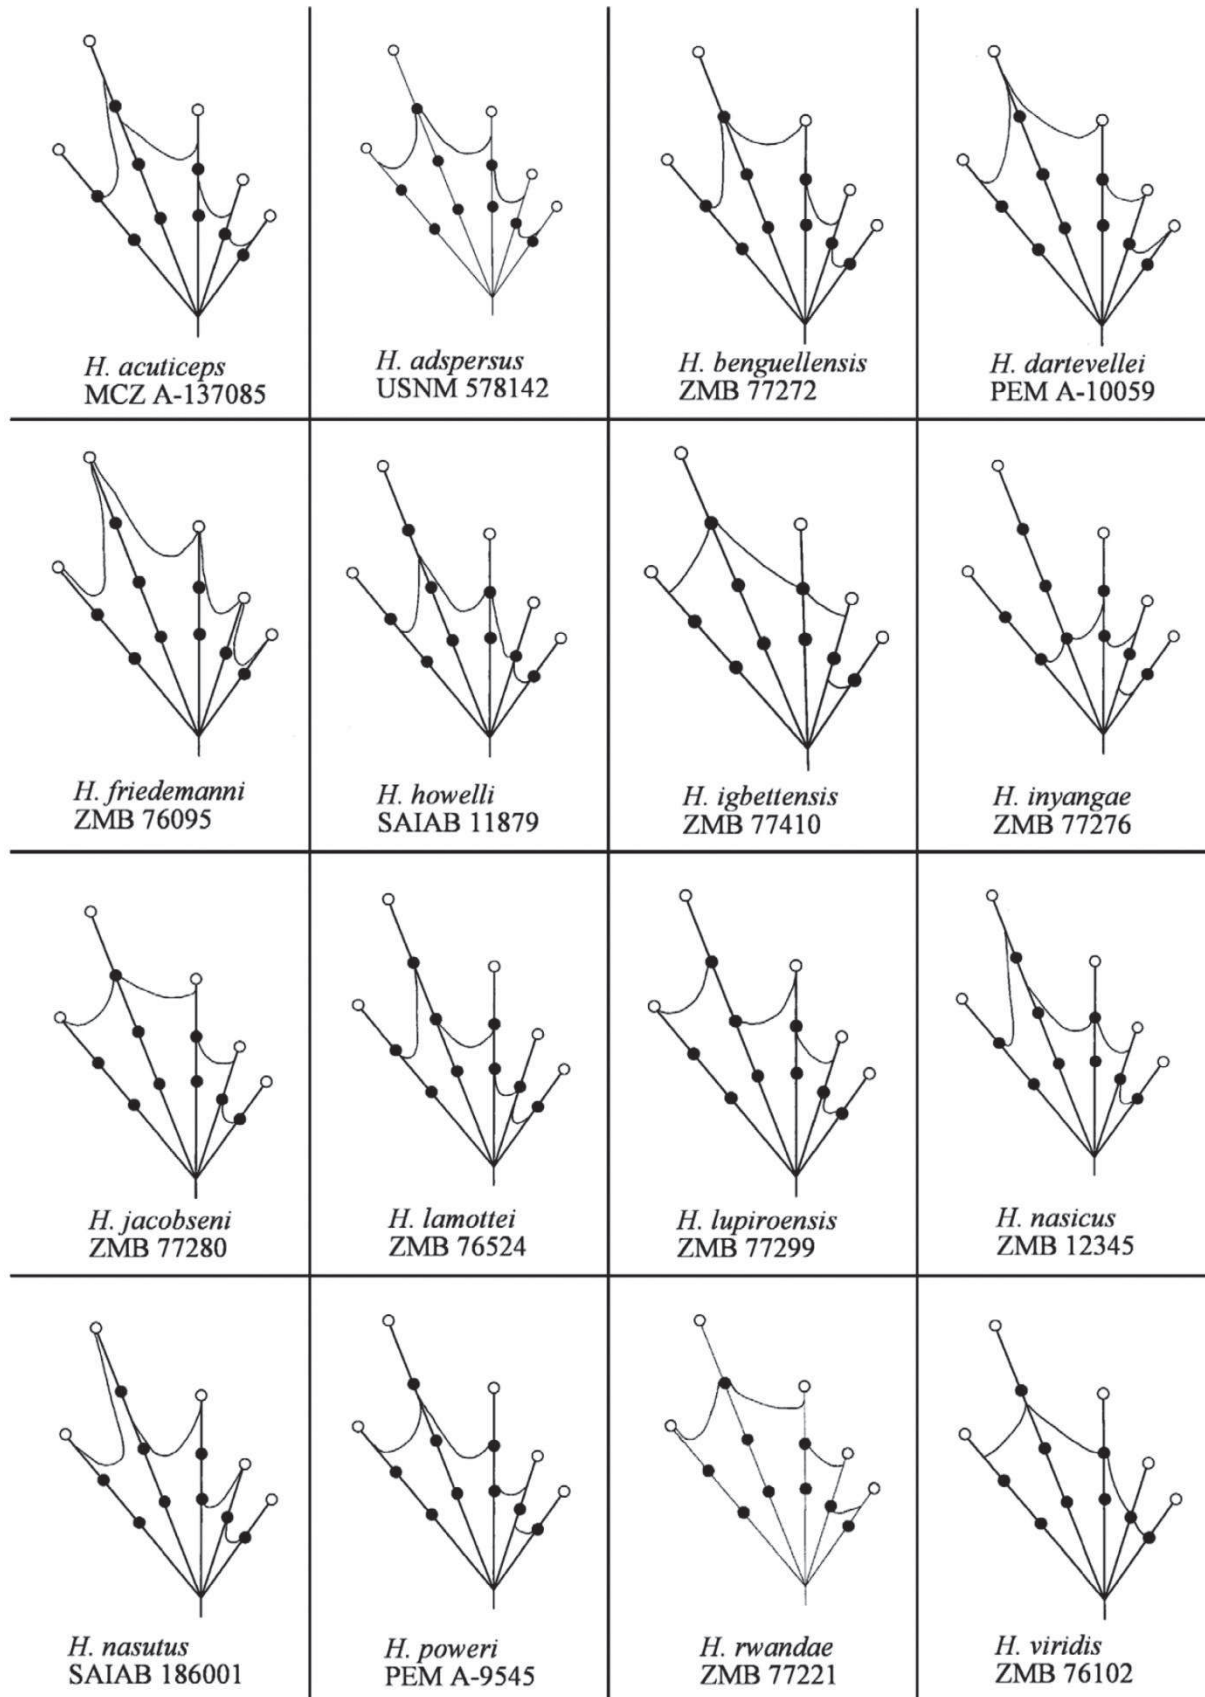 H. acuticeps
MCZ A-137085
H. adspersus
USNM 578142
H. benguellensis
ZMB 77272
H. dartevellei
PEM A-10059
H. friedemanni
ZMB 76095
H. howelli
SAIAB 11879
H. igbettensis
ZMB 77410
H. inyangae
ZMB 77276
H. jacobseni
ZMB 77280
H. lamottei
ZMB 76524
H. lupiroensis
ZMB 77299
H. nasicus
ZMB 12345
H. nasutus
SAIAB 186001
H. poweri
PEM A-9545
H. rwandae
ZMB 77221
H. viridis
ZMB 76102